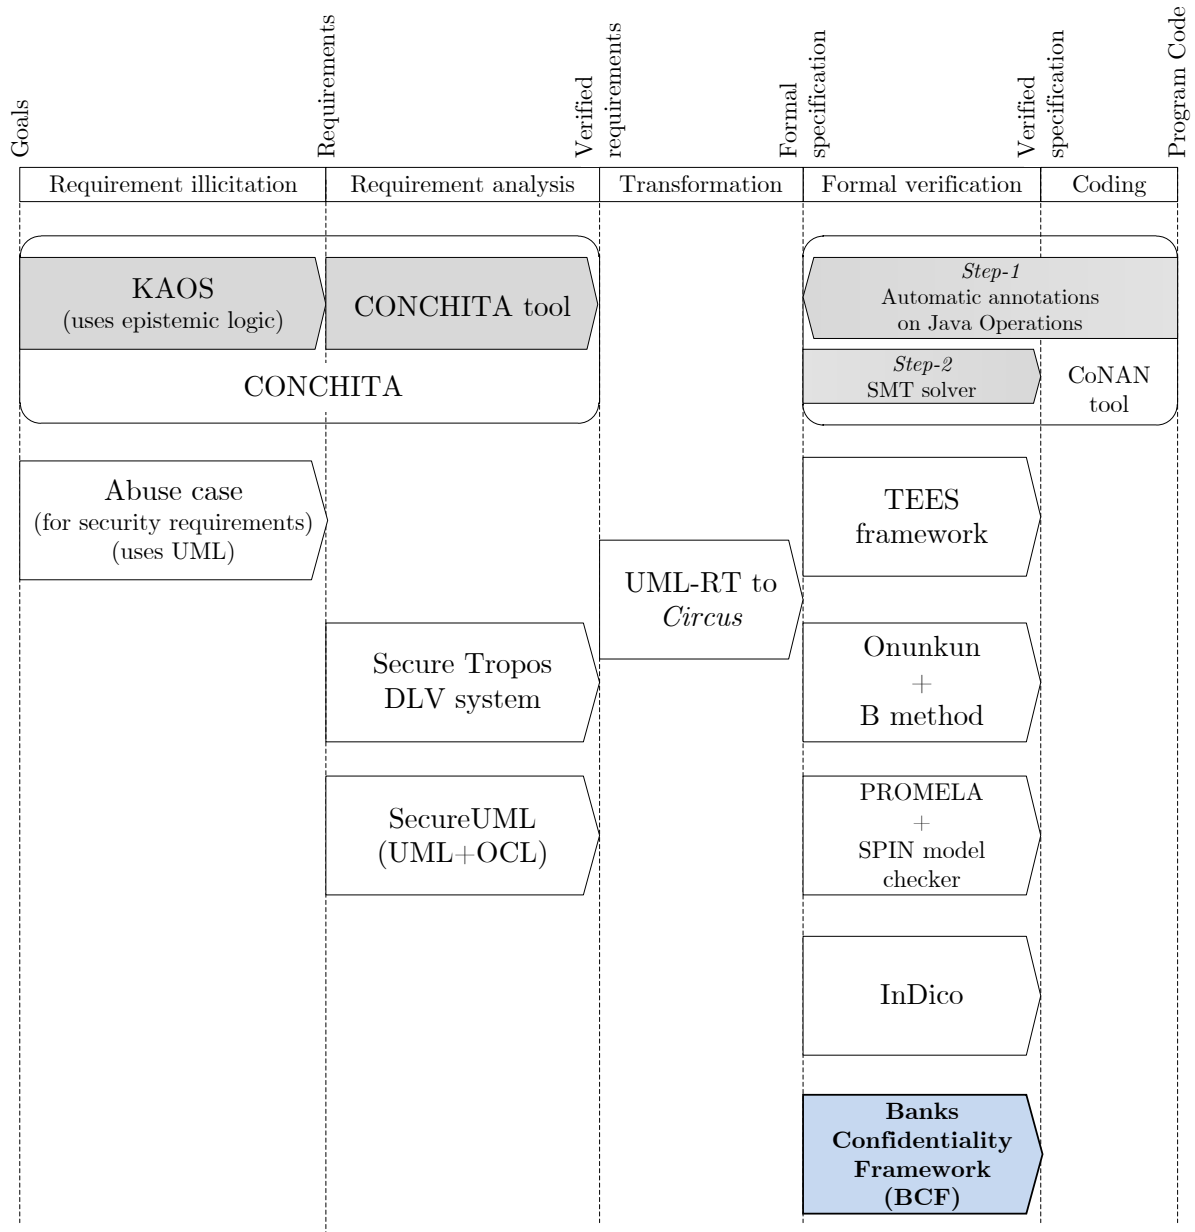 Goals
Requirements
Verified
requirements
Formal
specification
Verified
specification
Program Code
Requirement illicitation
Requirement analysis
Transformation
Formal verification
Coding
KAOS
(uses epistemic logic)
CONCHITA tool
CONCHITA
Step-1
Automatic annotations
on Java Operations
Step-2
SMT solver
CoNAN
tool
Abuse case
(for security requirements)
(uses UML)
TEES
framework
UML-RT to
Circus
Secure Tropos
DLV system
Onunkun
+
B method
SecureUML
(UML+OCL)
PROMELA
+
SPIN model
checker
InDico
Banks
Confidentiality
Framework
(BCF)